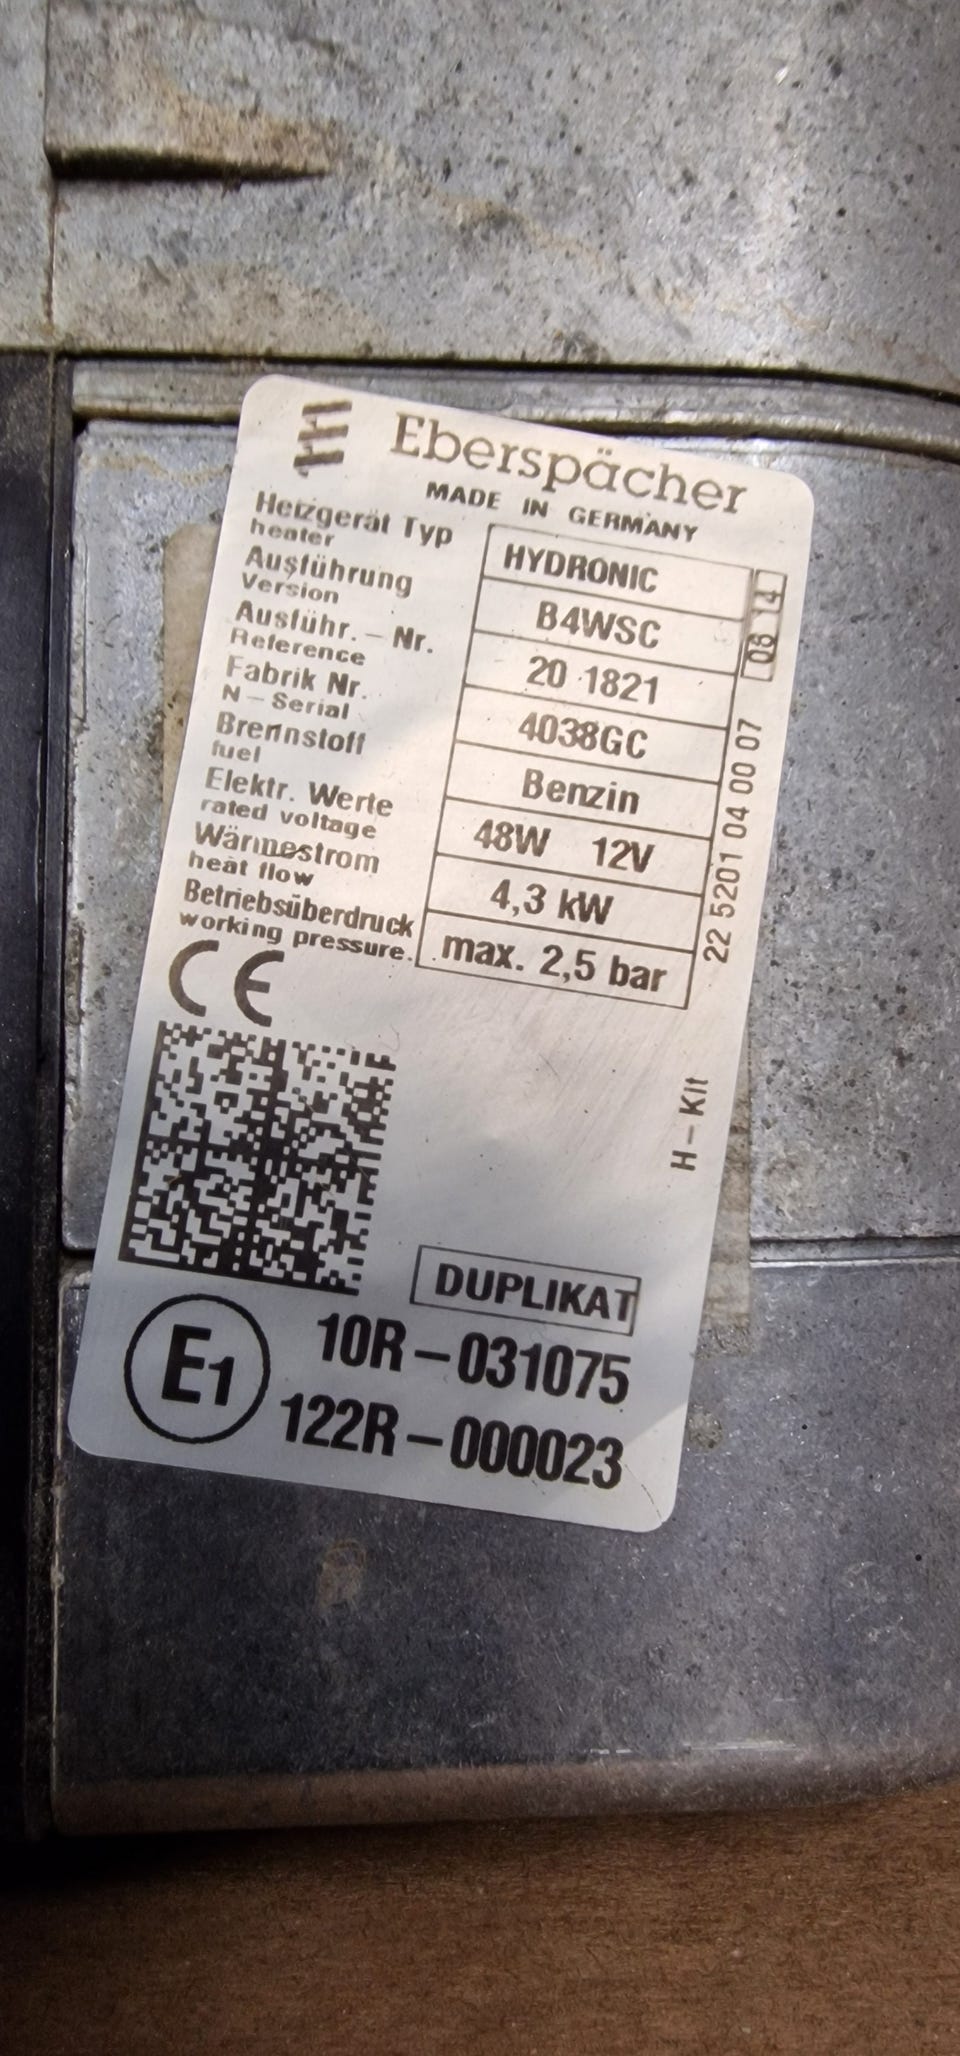 Eberspächer
MADE IN GERMANY
Heizgerät Typ HYDRONIC
heater
Ausführung B4WSC
Version
Ausführ. - Nr. 20 1821
Reference
Fabrik Nr. 4038GC
N - Serial
Brennstoff Benzin
fuel
Elektr. Werte 48W 12V
rated voltage
Wärmestrom 4,3 kW
heat flow
Betriebsüberdruck max. 2,5 bar
working pressure.
06 14
22 5201 04 00 07
H - Kit
CE
DUPLIKAT
E1 10R - 031075
122R - 000023